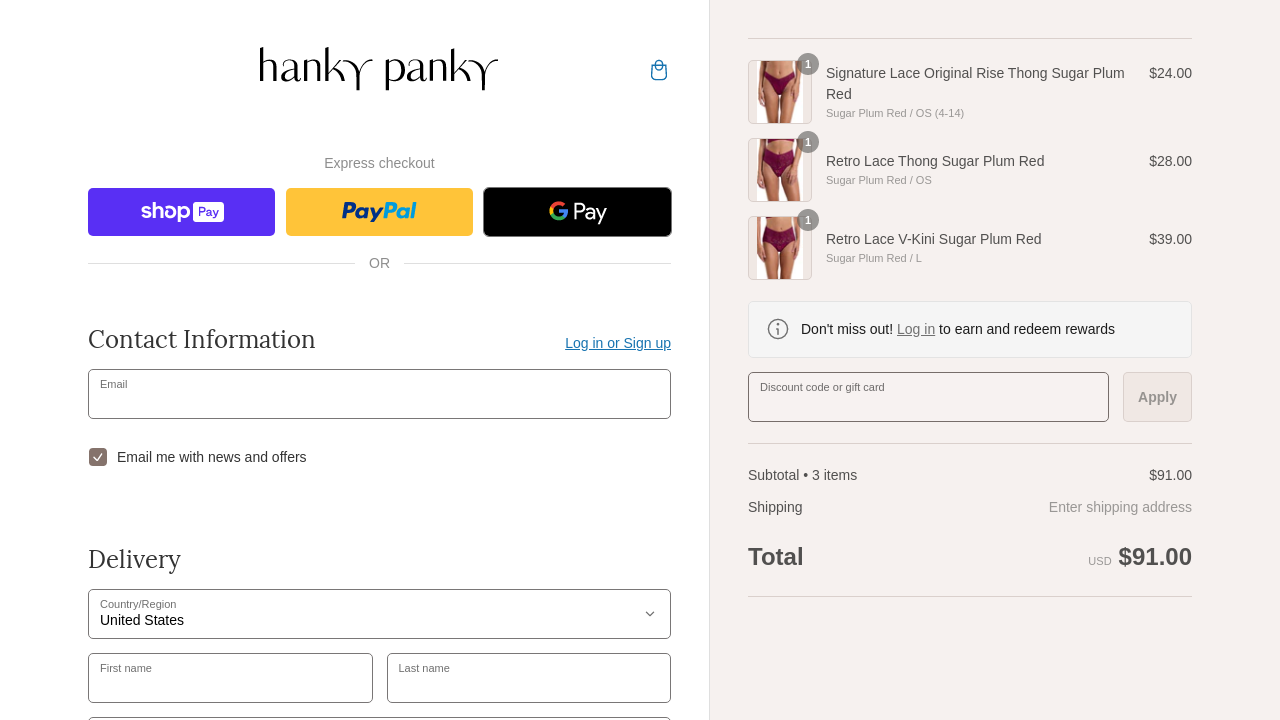 hanky panky
Express checkout
shop Pay
PayPal
G Pay
OR
Contact Information
Log in or Sign up
Email
Email me with news and offers
Delivery
Country/Region
United States
First name
Last name
1
Signature Lace Original Rise Thong Sugar Plum
Red
$24.00
Sugar Plum Red / OS (4-14)
1
Retro Lace Thong Sugar Plum Red
$28.00
Sugar Plum Red / OS
1
Retro Lace V-Kini Sugar Plum Red
$39.00
Sugar Plum Red / L
Don't miss out! Log in to earn and redeem rewards
Discount code or gift card
Apply
Subtotal • 3 items
$91.00
Shipping
Enter shipping address
Total
USD $91.00